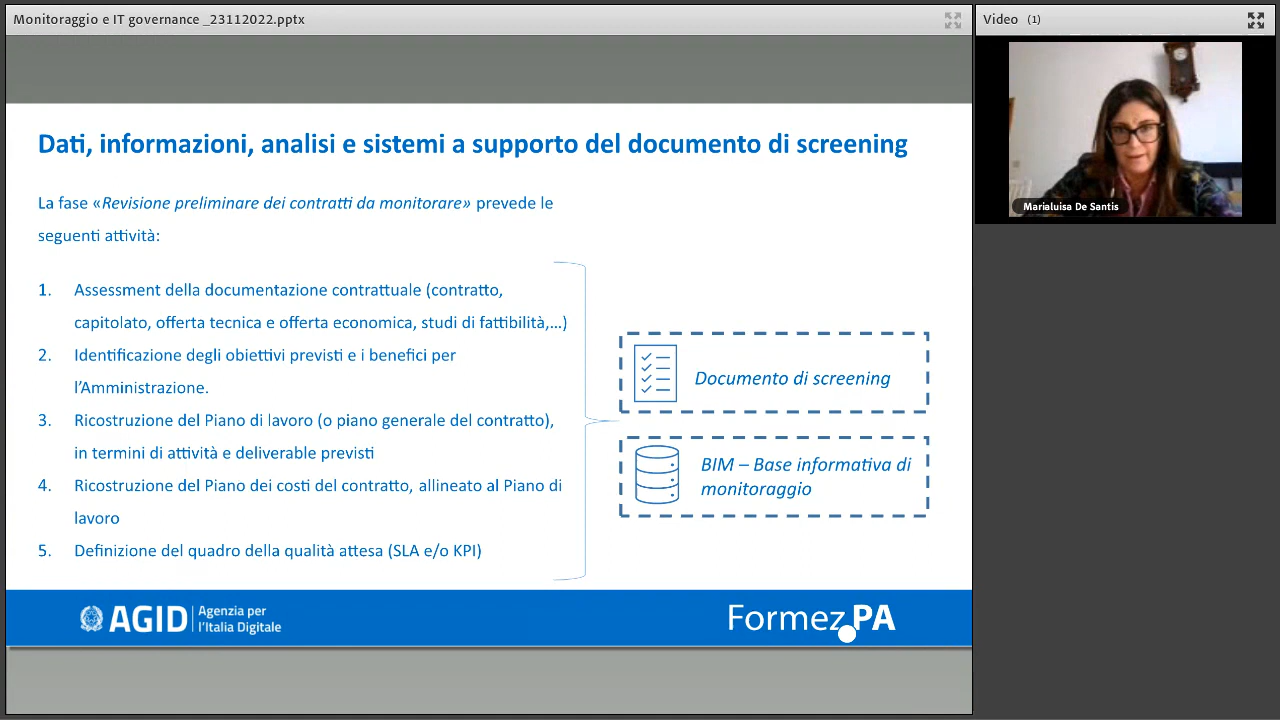 Monitoraggio e IT governance _23112022.pptx
Video (1)
Marialuisa De Santis
Dati, informazioni, analisi e sistemi a supporto del documento di screening
La fase «Revisione preliminare dei contratti da monitorare» prevede le
seguenti attività:
1. Assessment della documentazione contrattuale (contratto,
capitolato, offerta tecnica e offerta economica, studi di fattibilità,...)
2. Identificazione degli obiettivi previsti e i benefici per
l'Amministrazione.
3. Ricostruzione del Piano di lavoro (o piano generale del contratto),
in termini di attività e deliverable previsti
4. Ricostruzione del Piano dei costi del contratto, allineato al Piano di
lavoro
5. Definizione del quadro della qualità attesa (SLA e/o KPI)
Documento di screening
BIM – Base informativa di
monitoraggio
AGID Agenzia per
l'Italia Digitale
Formez PA